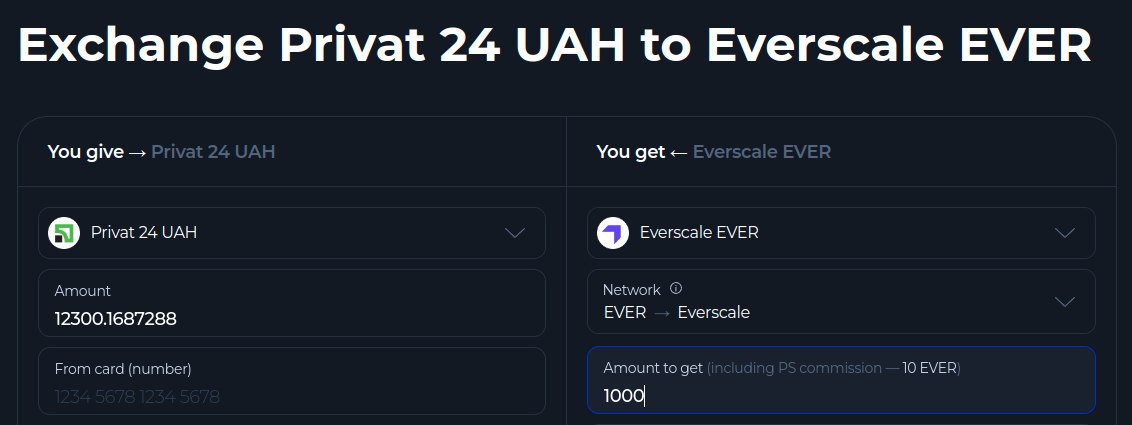 Exchange Privat 24 UAH to Everscale EVER
You give → Privat 24 UAH
You get ← Everscale EVER
Privat 24 UAH
Everscale EVER
Amount
12300.1687288
Network
EVER → Everscale
From card (number)
1234 5678 1234 5678
Amount to get (including PS commission — 10 EVER)
1000